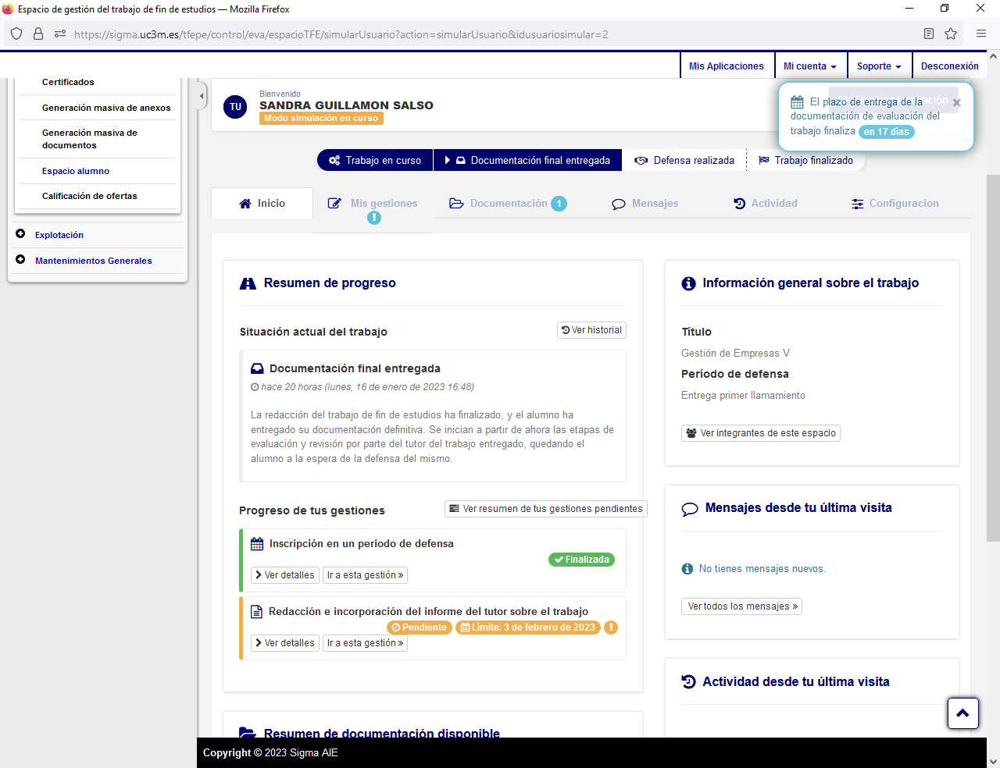 Espacio de gestión del trabajo de fin de estudios — Mozilla Firefox
https://sigma.uc3m.es/tfepe/control/eva/espacioTFE/simularUsuario?action=simularUsuario&idusuariosimular=2
Mis Aplicaciones
Mi cuenta
Soporte
Desconexión
Certificados
Generación masiva de anexos
Generación masiva de
documentos
Espacio alumno
Calificación de ofertas
Explotación
Mantenimientos Generales
TU
Bienvenido
SANDRA GUILLAMON SALSO
Modo simulación en curso
El plazo de entrega de la
documentación de evaluación del
trabajo finaliza en 17 días
×
Trabajo en curso
Documentación final entregada
Defensa realizada
Trabajo finalizado
Inicio
Mis gestiones
!
Documentación 1
Mensajes
Actividad
Configuracion
Resumen de progreso
Situación actual del trabajo
Ver historial
Documentación final entregada
hace 20 horas (lunes, 16 de enero de 2023 16:48)
La redacción del trabajo de fin de estudios ha finalizado, y el alumno ha
entregado su documentación definitiva. Se inician a partir de ahora las etapas de
evaluación y revisión por parte del tutor del trabajo entregado, quedando el
alumno a la espera de la defensa del mismo.
Progreso de tus gestiones
Ver resumen de tus gestiones pendientes
Inscripción en un periodo de defensa
Finalizada
Ver detalles
Ir a esta gestión »
Redacción e incorporación del informe del tutor sobre el trabajo
Pendiente
Límite: 3 de febrero de 2023
!
Ver detalles
Ir a esta gestión »
Resumen de documentación disponible
Información general sobre el trabajo
Título
Gestión de Empresas V
Período de defensa
Entrega primer llamamiento
Ver integrantes de este espacio
Mensajes desde tu última visita
No tienes mensajes nuevos.
Ver todos los mensajes »
Actividad desde tu última visita
Copyright © 2023 Sigma AIE